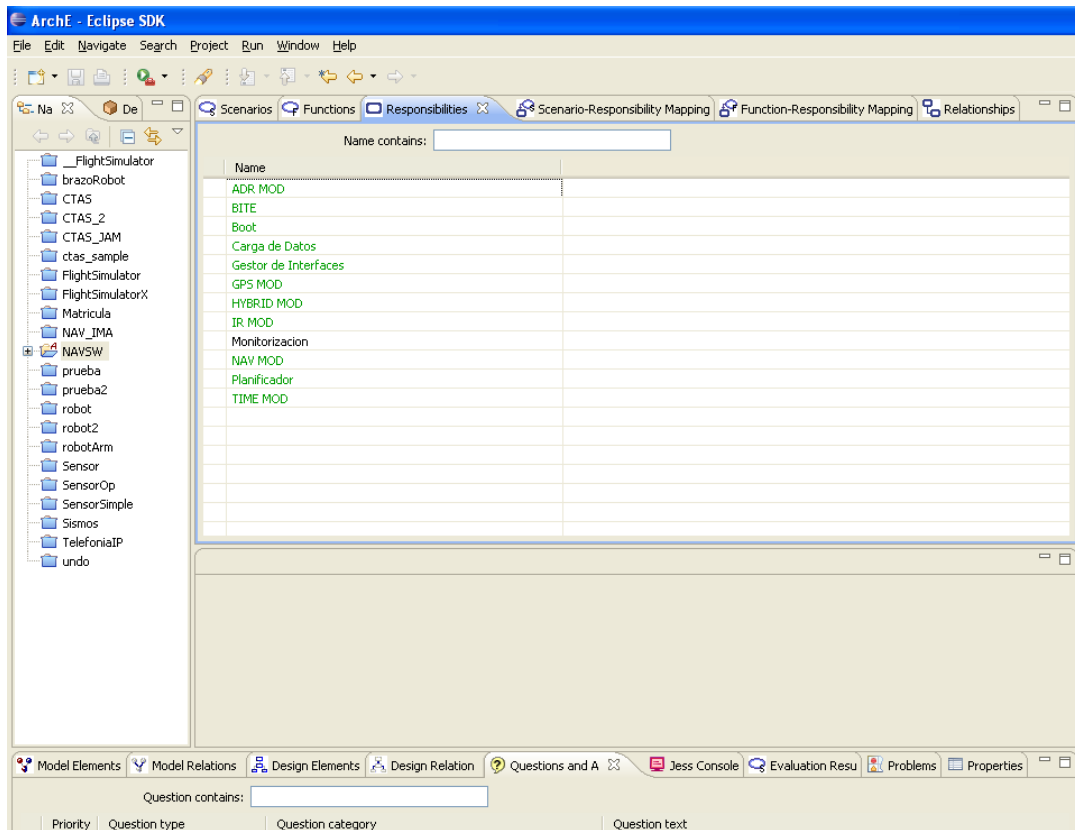 ArchE - Eclipse SDK
File Edit Navigate Search Project Run Window Help
Na De
Scenarios Functions Responsibilities Scenario-Responsibility Mapping Function-Responsibility Mapping Relationships
Name contains:
__FlightSimulator
brazoRobot
CTAS
CTAS_2
CTAS_JAM
ctas_sample
FlightSimulator
FlightSimulatorX
Matricula
NAV_IMA
NAVSW
prueba
prueba2
robot
robot2
robotArm
Sensor
SensorOp
SensorSimple
Sismos
TelefoniaIP
undo
Name
ADR MOD
BITE
Boot
Carga de Datos
Gestor de Interfaces
GPS MOD
HYBRID MOD
IR MOD
Monitorizacion
NAV MOD
Planificador
TIME MOD
Model Elements Model Relations Design Elements Design Relation Questions and A Jess Console Evaluation Resu Problems Properties
Question contains:
Priority Question type Question category Question text